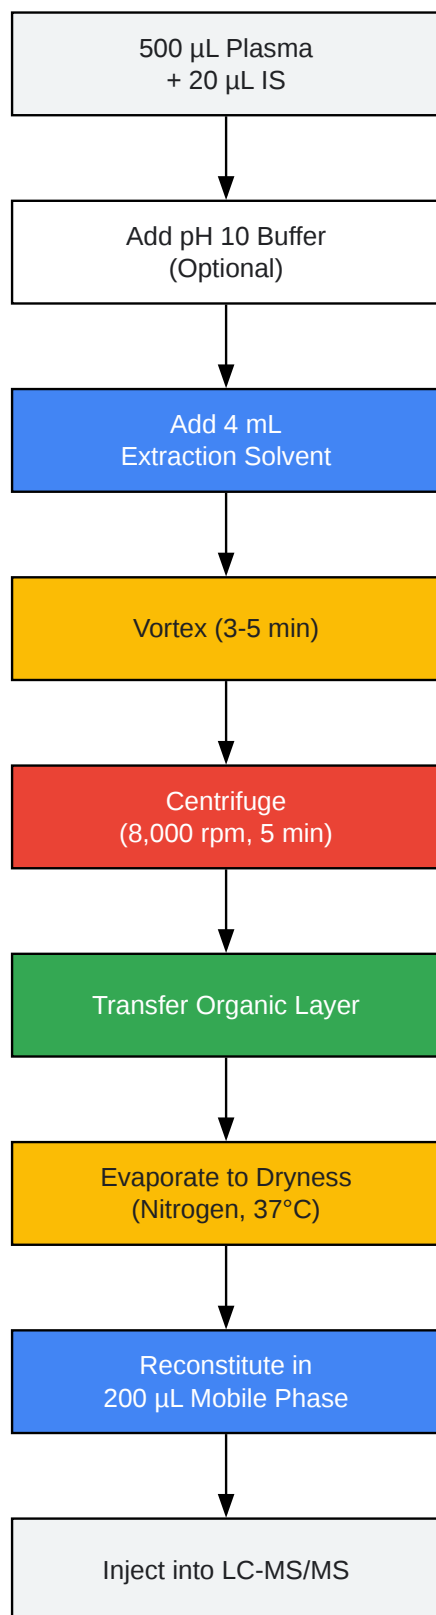 500 µL Plasma
+ 20 µL IS
Add pH 10 Buffer
(Optional)
Add 4 mL
Extraction Solvent
Vortex (3-5 min)
Centrifuge
(8,000 rpm, 5 min)
Transfer Organic Layer
Evaporate to Dryness
(Nitrogen, 37°C)
Reconstitute in
200 µL Mobile Phase
Inject into LC-MS/MS